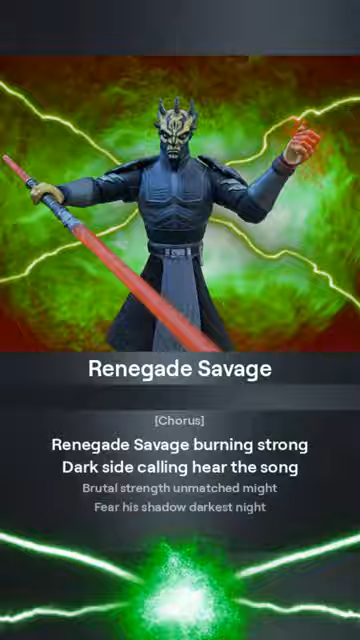 Renegade Savage
[Chorus]
Renegade Savage burning strong
Dark side calling hear the song
Brutal strength unmatched might
Fear his shadow darkest night